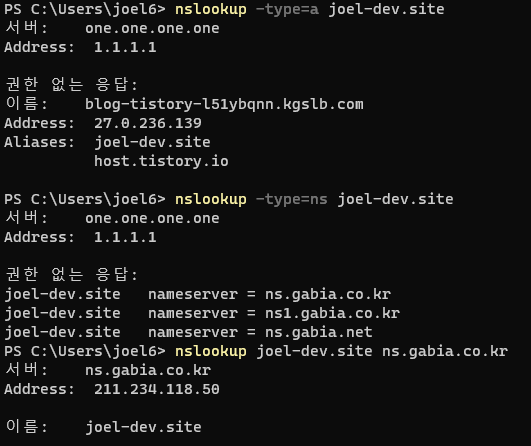 PS C:\Users\joel6> nslookup -type=a joel-dev.site
서버:    one.one.one.one
Address:  1.1.1.1
권한 없는 응답:
이름:    blog-tistory-l51ybqnn.kgslb.com
Address:  27.0.236.139
Aliases:  joel-dev.site
          host.tistory.io
PS C:\Users\joel6> nslookup -type=ns joel-dev.site
서버:    one.one.one.one
Address:  1.1.1.1
권한 없는 응답:
joel-dev.site   nameserver = ns.gabia.co.kr
joel-dev.site   nameserver = ns1.gabia.co.kr
joel-dev.site   nameserver = ns.gabia.net
PS C:\Users\joel6> nslookup joel-dev.site ns.gabia.co.kr
서버:    ns.gabia.co.kr
Address:  211.234.118.50
이름:    joel-dev.site